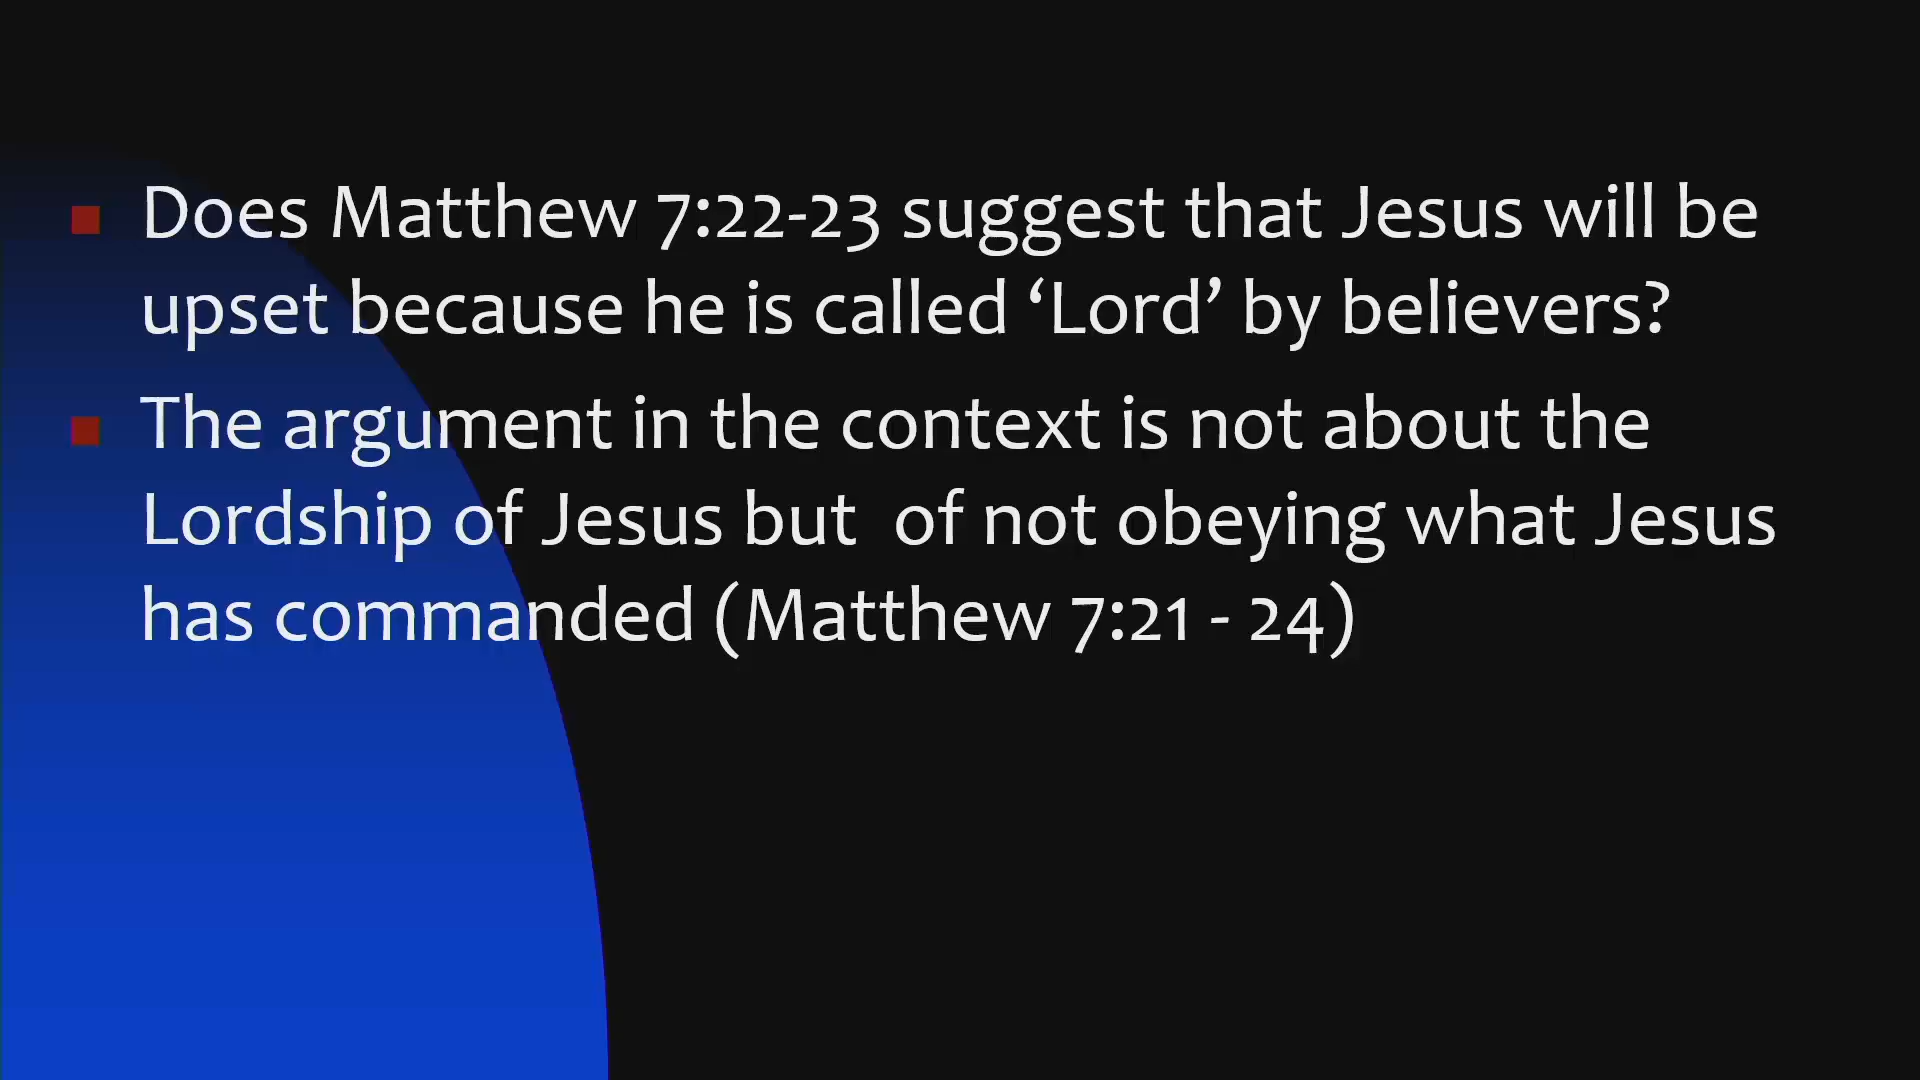 Does Matthew 7:22-23 suggest that Jesus will be
upset because he is called ‘Lord’ by believers?
The argument in the context is not about the
Lordship of Jesus but  of not obeying what Jesus
has commanded (Matthew 7:21 - 24)